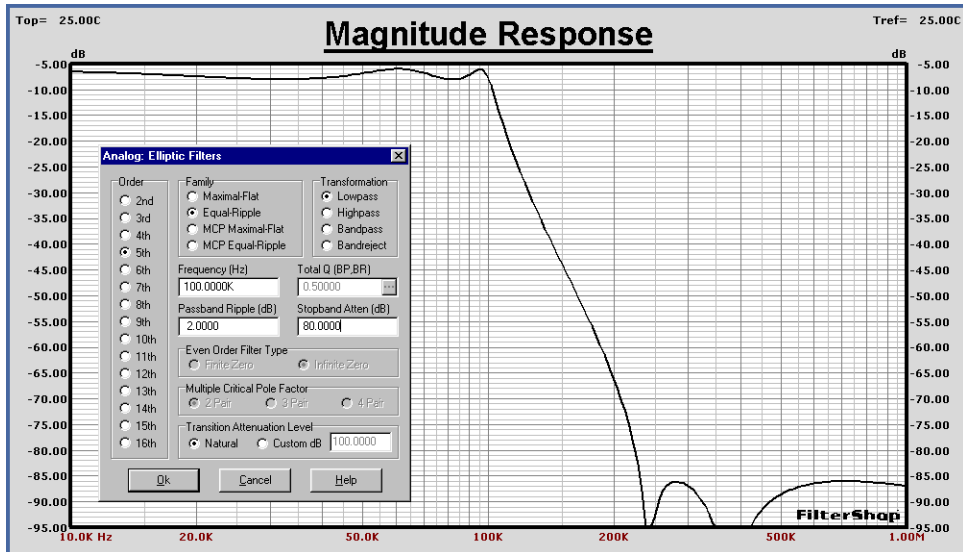 Top= 25.00C
Magnitude Response
Tref= 25.00C
dB
dB
-5.00
-5.00
-10.00
-10.00
-15.00
-15.00
-20.00
-20.00
-25.00
-25.00
-30.00
-30.00
-35.00
-35.00
-40.00
-40.00
-45.00
-45.00
-50.00
-50.00
-55.00
-55.00
-60.00
-60.00
-65.00
-65.00
-70.00
-70.00
-75.00
-75.00
-80.00
-80.00
-85.00
-85.00
-90.00
-90.00
-95.00
-95.00
Analog: Elliptic Filters
Order
2nd
3rd
4th
5th
6th
7th
8th
9th
10th
11th
12th
13th
14th
15th
16th
Family
Maximal-Flat
Equal-Ripple
MCP Maximal-Flat
MCP Equal-Ripple
Transformation
Lowpass
Highpass
Bandpass
Bandreject
Frequency (Hz)
100.0000K
Total Q (BP,BR)
0.50000
...
Passband Ripple (dB)
2.0000
Stopband Atten (dB)
80.0000
Even Order Filter Type
Finite Zero
Infinite Zero
Multiple Critical Pole Factor
2 Pair
3 Pair
4 Pair
Transition Attenuation Level
Natural
Custom dB
100.0000
Ok
Cancel
Help
FilterShop
10.0K Hz
20.0K
50.0K
100K
200K
500K
1.00M